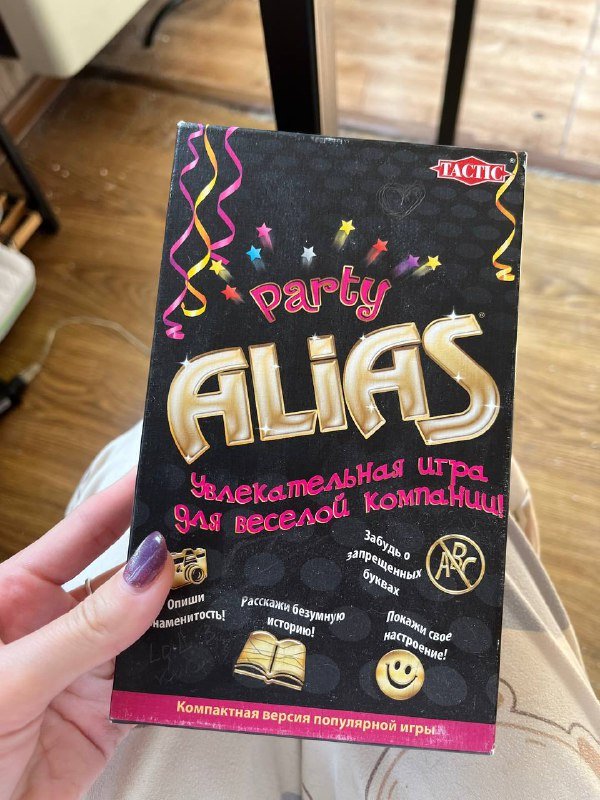 TACTIC®
Party
ALiAS®
Увлекательная игра
для веселой компании!
Забудь о
запрещенных
буквах
ABC
Опиши
знаменитость!
Расскажи безумную
историю!
Покажи свое
настроение!
Компактная версия популярной игры